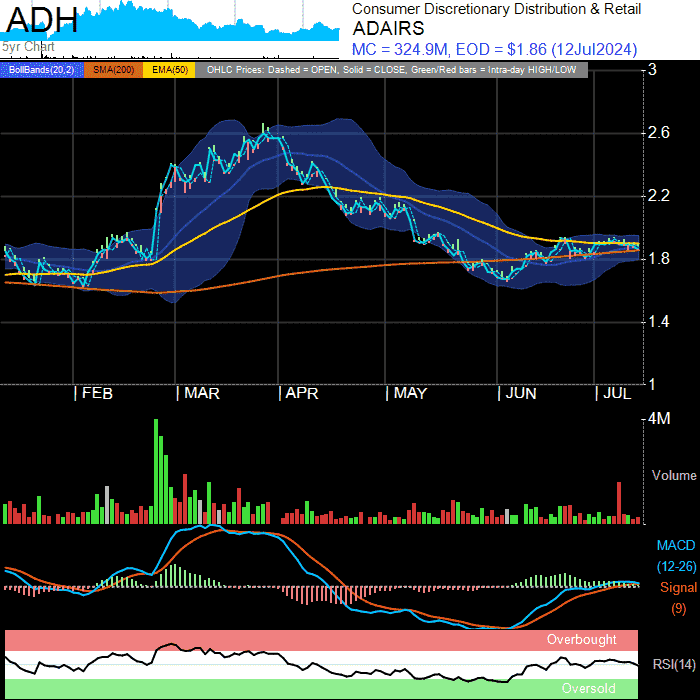 ADH
5yr Chart
Consumer Discretionary Distribution & Retail
ADAIRS
MC = 324.9M, EOD = $1.86 (12Jul2024)
BollBands(20,2) SMA(200) EMA(50) OHLC Prices: Dashed = OPEN, Solid = CLOSE, Green/Red bars = Intra-day HIGH/LOW
3
2.6
2.2
1.8
1.4
1
| FEB | MAR | APR | MAY | JUN | JUL
4M
Volume
MACD
(12-26)
Signal
(9)
Overbought
RSI(14)
Oversold